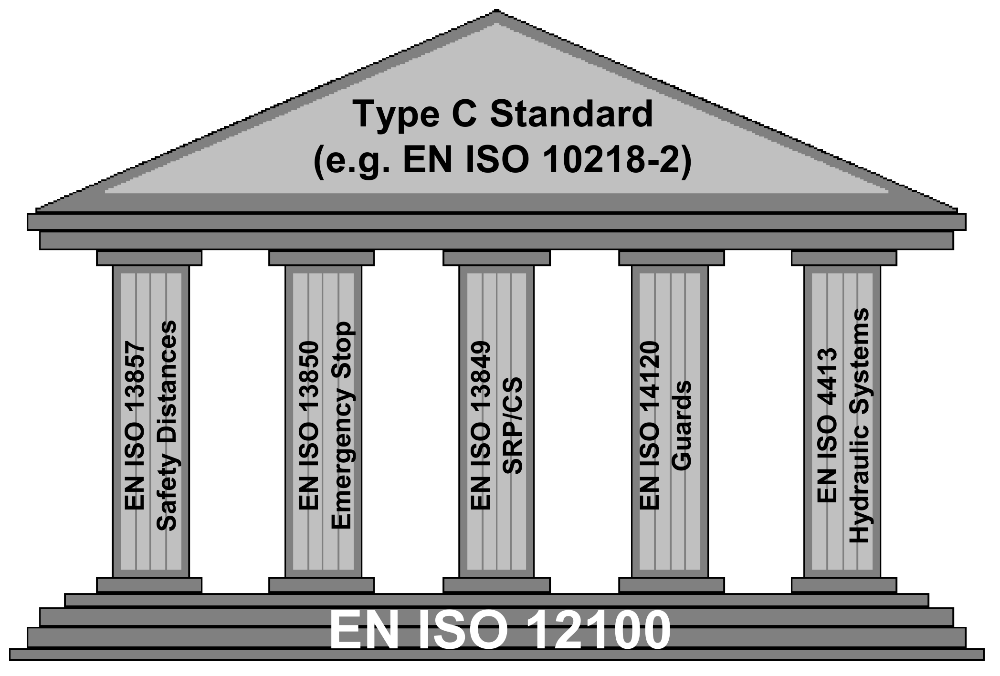 Type C Standard
(e.g. EN ISO 10218-2)
EN ISO 13857
Safety Distances
EN ISO 13850
Emergency Stop
EN ISO 13849
SRP/CS
EN ISO 14120
Guards
EN ISO 4413
Hydraulic Systems
EN ISO 12100